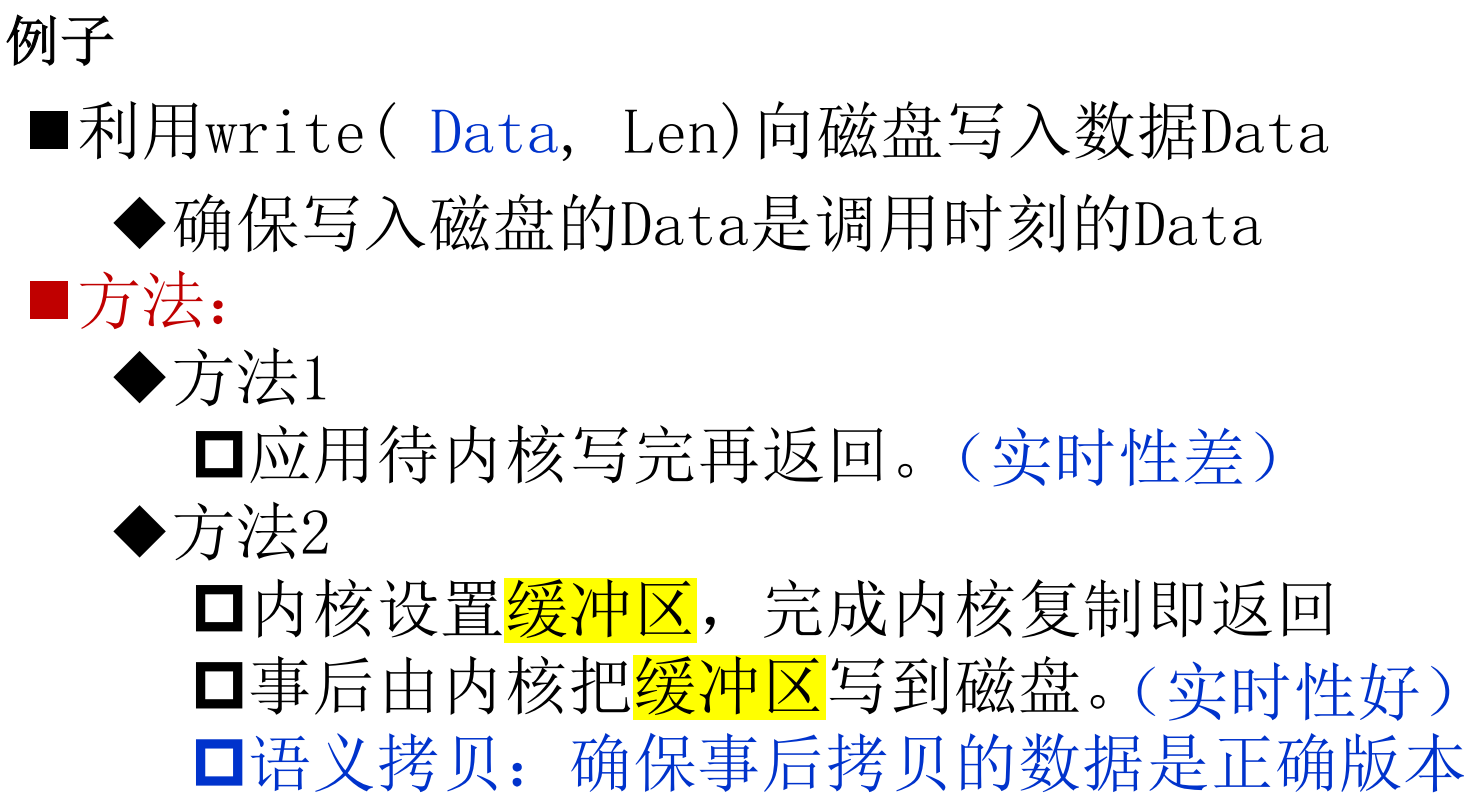 例子
■利用write( Data, Len)向磁盘写入数据Data
◆确保写入磁盘的Data是调用时刻的Data
■方法：
◆方法1
□应用待内核写完再返回。（实时性差）
◆方法2
□内核设置缓冲区，完成内核复制即返回
□事后由内核把缓冲区写到磁盘。（实时性好）
□语义拷贝：确保事后拷贝的数据是正确版本